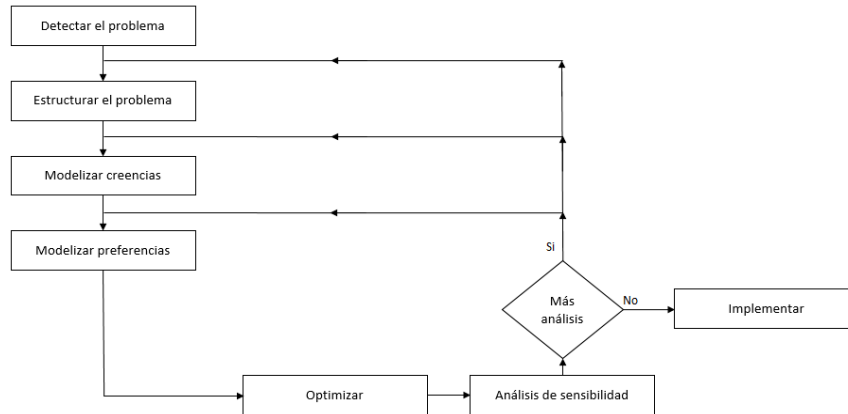 Detectar el problema
Estructurar el problema
Modelizar creencias
Modelizar preferencias
Si
Más
análisis
No
Implementar
Optimizar
Análisis de sensibilidad